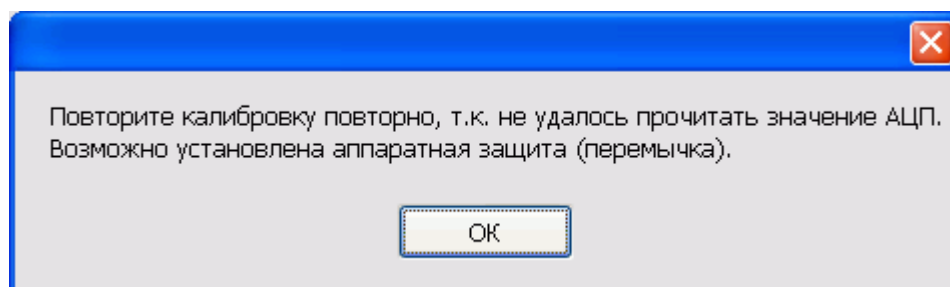 Повторите калибровку повторно, т.к. не удалось прочитать значение АЦП.
Возможно установлена аппаратная защита (перемычка).
ОК